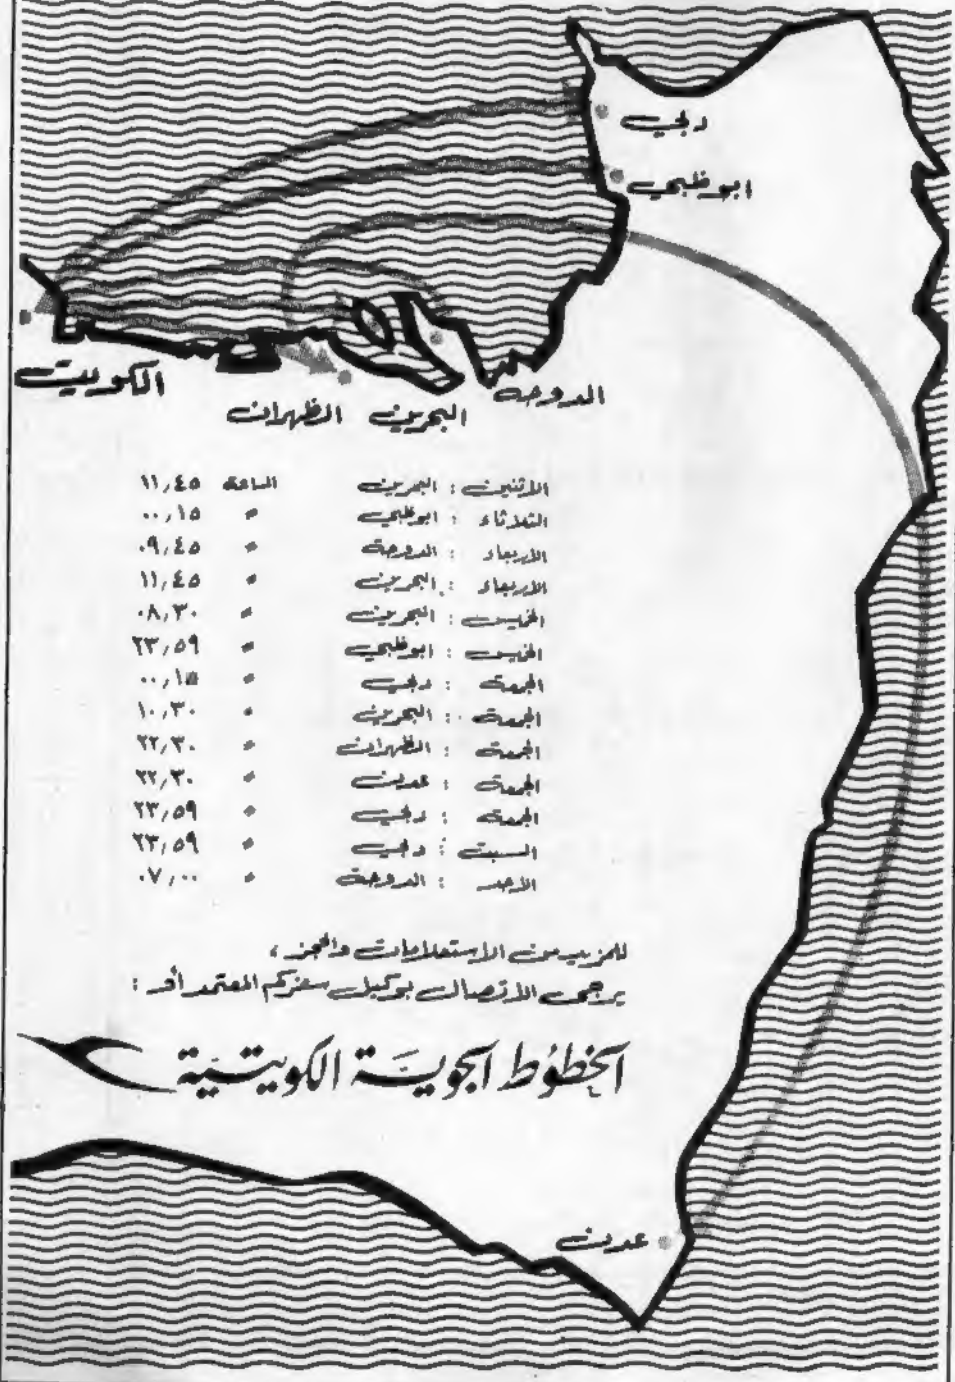 دبي
ابوظبي
الكويت
الظهران
البحرين
الدوحة
الاثنين : البحرين الساعة ١١,٤٥
الثلاثاء : ابوظبي " ٠٠,١٥
الاربعاء : الدوحة " ٠٩,٤٥
الاربعاء : البحرين " ١١,٤٥
الخميس : البحرين " ٠٨,٣٠
الخميس : ابوظبي " ٢٣,٥٩
الجمعة : دبي " ٠٠,١٥
الجمعة : البحرين " ١٠,٣٠
الجمعة : الظهران " ٢٢,٣٠
الجمعة : عدن " ٢٢,٣٠
الجمعة : دبي " ٢٣,٥٩
السبت : دبي " ٢٣,٥٩
الأحد : الدوحة " ٠٧,٠٠
للمزيد من الاستعلامات والحجز ،
يرجى الاتصال بوكيل سفركم المعتمد أو :
الخطوط الجوية الكويتية
عدن